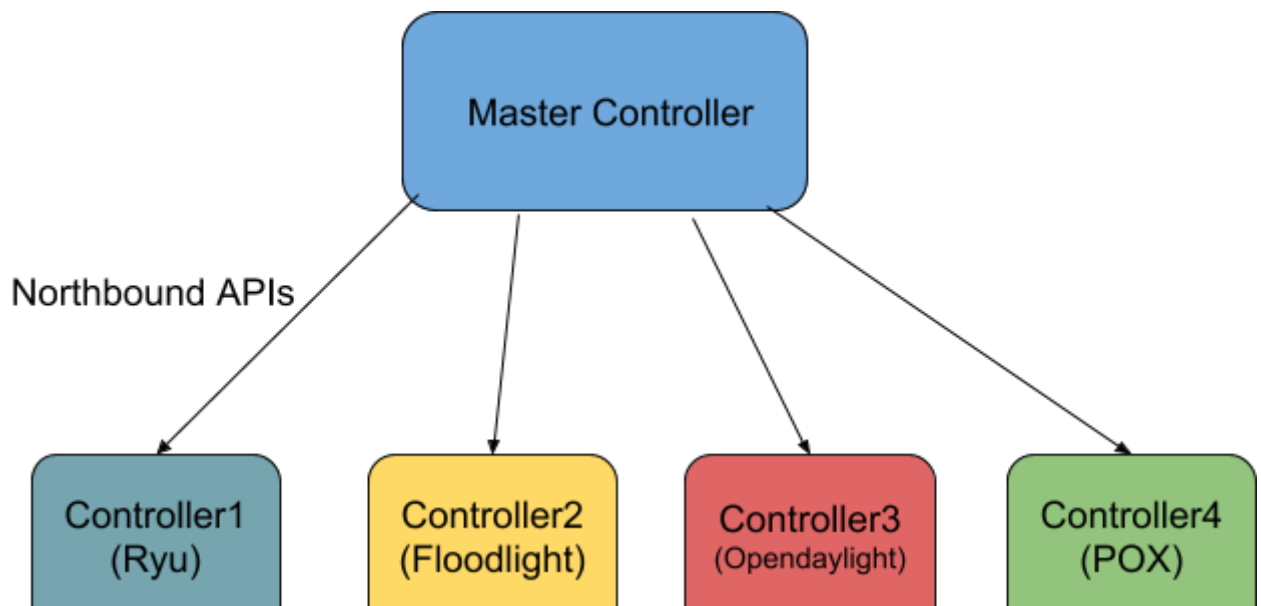 Master Controller
Northbound APIs
Controller1
(Ryu)
Controller2
(Floodlight)
Controller3
(Opendaylight)
Controller4
(POX)